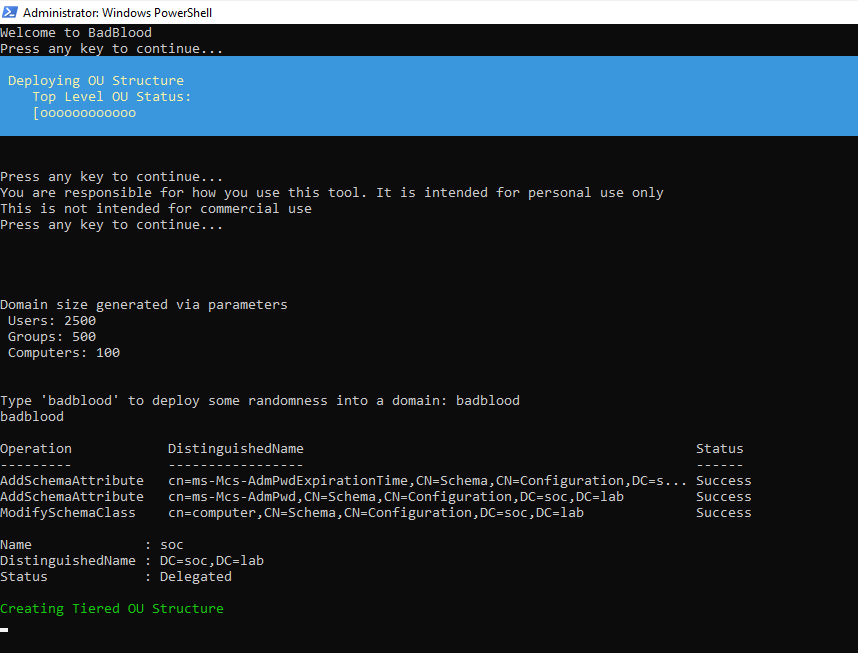 Administrator: Windows PowerShell
Welcome to BadBlood
Press any key to continue...
Deploying OU Structure
Top Level OU Status:
[oooooooooooo
Press any key to continue...
You are responsible for how you use this tool. It is intended for personal use only
This is not intended for commercial use
Press any key to continue...
Domain size generated via parameters
Users: 2500
Groups: 500
Computers: 100
Type 'badblood' to deploy some randomness into a domain: badblood
badblood
Operation DistinguishedName Status
--------- ----------------- ------
AddSchemaAttribute cn=ms-Mcs-AdmPwdExpirationTime,CN=Schema,CN=Configuration,DC=s... Success
AddSchemaAttribute cn=ms-Mcs-AdmPwd,CN=Schema,CN=Configuration,DC=soc,DC=lab Success
ModifySchemaClass cn=computer,CN=Schema,CN=Configuration,DC=soc,DC=lab Success
Name : soc
DistinguishedName : DC=soc,DC=lab
Status : Delegated
Creating Tiered OU Structure